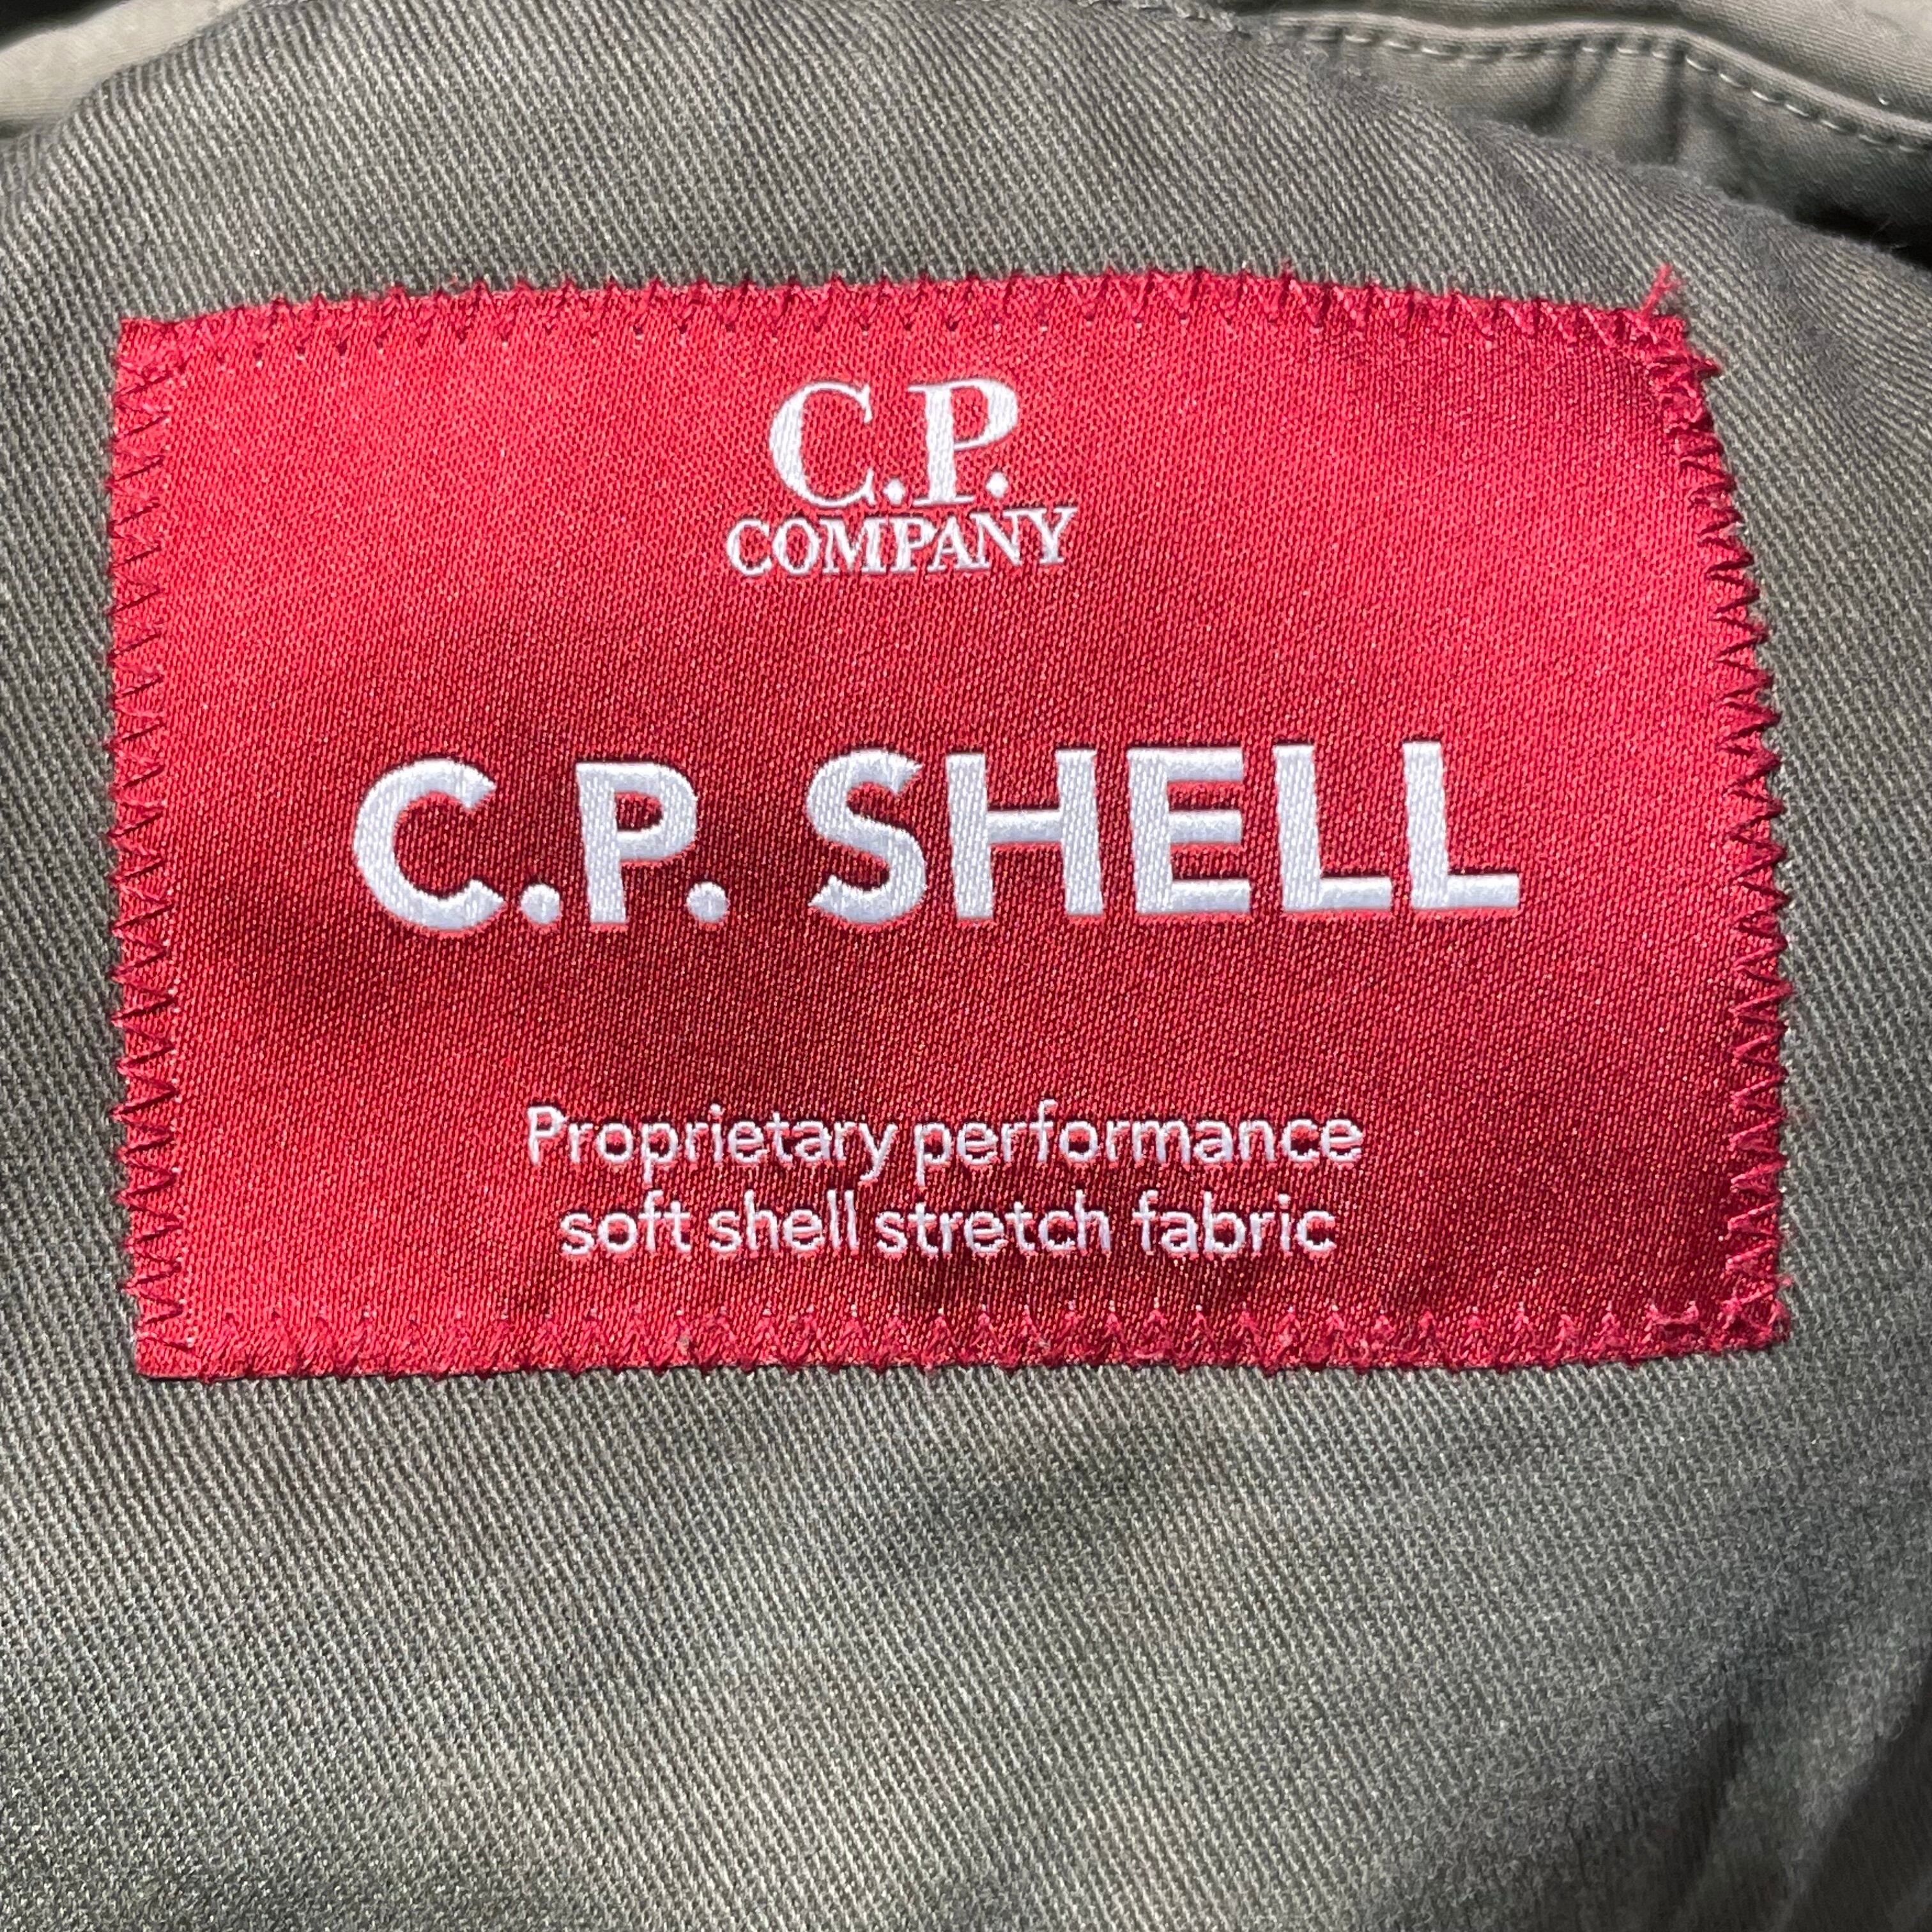 C.P.
COMPANY
C.P. SHELL
Proprietary performance
soft shell stretch fabric